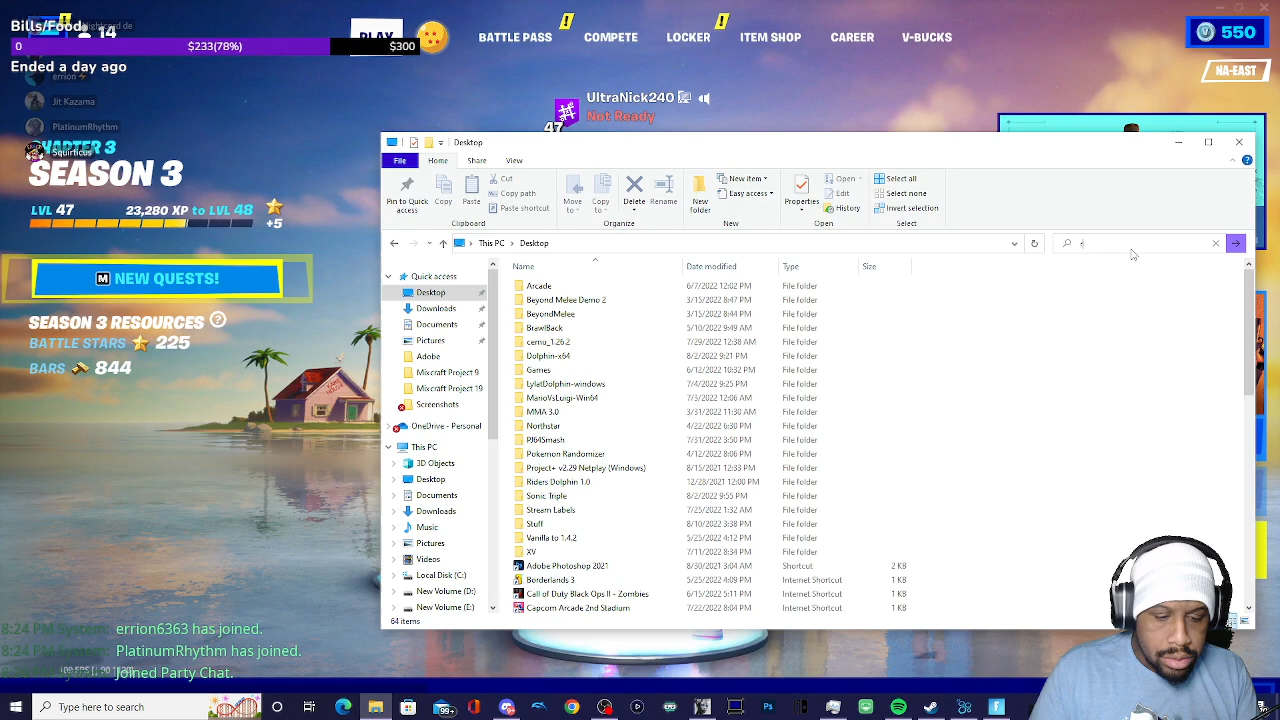 Bills/Food
14
0 $233(78%) $300
Ended a day ago
errion
Jit Kazama
PlatinumRhythm
Squirticus
PLAY
BATTLE PASS
COMPETE
LOCKER
ITEM SHOP
CAREER
V-BUCKS
550
NA-EAST
UltraNick240
Not Ready
47
CHAPTER 3
SEASON 3
LVL 47 23,280 XP to LVL 48
+5
M NEW QUESTS!
SEASON 3 RESOURCES ?
BATTLE STARS 225
BARS 844
Desktop
File Home Share View
Pin to Quick access
Copy
Paste
Cut
Copy path
Paste shortcut
Clipboard
Move to
Copy to
Delete
Rename
Organize
New folder
New item
Easy access
New
Properties
Open
Edit
History
Open
Select all
Select none
Invert selection
Select
This PC > Desktop
Name Date modified Type Size
Quick access
Desktop
Downloads
Documents
Pictures
Adobe
Mixcraft Project 9
Mixcraft Project 19
Screenshots
OneDrive - Personal
This PC
3D Objects
Desktop
Documents
Downloads
Music
Pictures
Videos
Local Disk (C:)
New Volume (D:)
New Volume (E:)
Arcade 6/7/2022 12:02 PM File folder
Beyond Melee Demo 2 3/15/2022 8:47 PM File folder
BeyondMelee 3/15/2022 8:44 PM File folder
BrawlBack 5/10/2022 9:49 AM File folder
cemu_1.26.2 7/29/2022 12:38 AM File folder
Dolphin-x64 8/2/2022 9:21 PM File folder
Games 6/12/2022 10:32 PM File folder
LylatDolphin-windows 7/4/2022 9:25 PM File folder
MarioVsLuigi-Win64 7/3/2022 12:06 AM File folder
MMA 3.0 3/31/2022 11:30 AM File folder
Northstar 4/22/2022 6:30 PM File folder
PJ64Smash 7/31/2022 3:50 PM File folder
Pokemon Randomizer 4/12/2022 8:06 PM File folder
Project+ v2.29 Netplay (Windows) 8/15/2021 12:33 PM File folder
Riders Dolphin 1.0 12/28/2021 12:00 PM File folder
Sonic Triple 8/2/2022 9:55 PM File folder
Stream Labels 7/25/2022 1:32 AM File folder
Stuff 8/10/2022 3:38 PM File folder
Vanilla to 1.4.2 5/25/2022 4:12 PM File folder
XV 7/11/2022 8:34 PM File folder
Adobe Photoshop 2021 8/30/2021 3:04 AM Shortcut 2 KB
Borderlands 3 5/25/2022 4:09 PM Internet Shortcut 1 KB
Call of Duty Black Ops II - Zombies 6/15/2022 5:11 PM Internet Shortcut 1 KB
Capcom Arcade 2nd Stadium 7/22/2022 8:04 PM Internet Shortcut 1 KB
64 items
8:24 PM System: errion6363 has joined.
8:24 PM System: PlatinumRhythm has joined.
Joined Party Chat.
Type here to search
99+